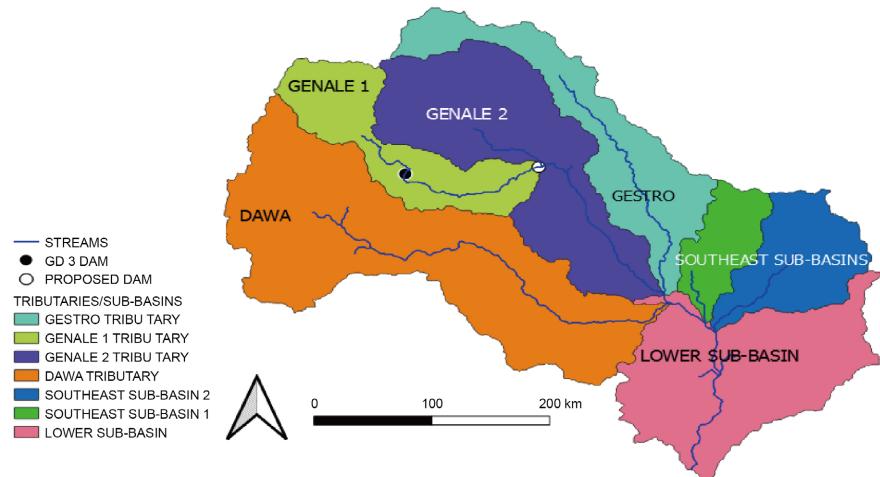 GENALE 1
GENALE 2
GESTRO
DAWA
SOUTHEAST SUB-BASINS
LOWER SUB-BASIN
STREAMS
GD 3 DAM
PROPOSED DAM
TRIBUTARIES/SUB-BASINS
GESTRO TRIBU TARY
GENALE 1 TRIBU TARY
GENALE 2 TRIBU TARY
DAWA TRIBUTARY
SOUTHEAST SUB-BASIN 2
SOUTHEAST SUB-BASIN 1
LOWER SUB-BASIN
0 100 200 km